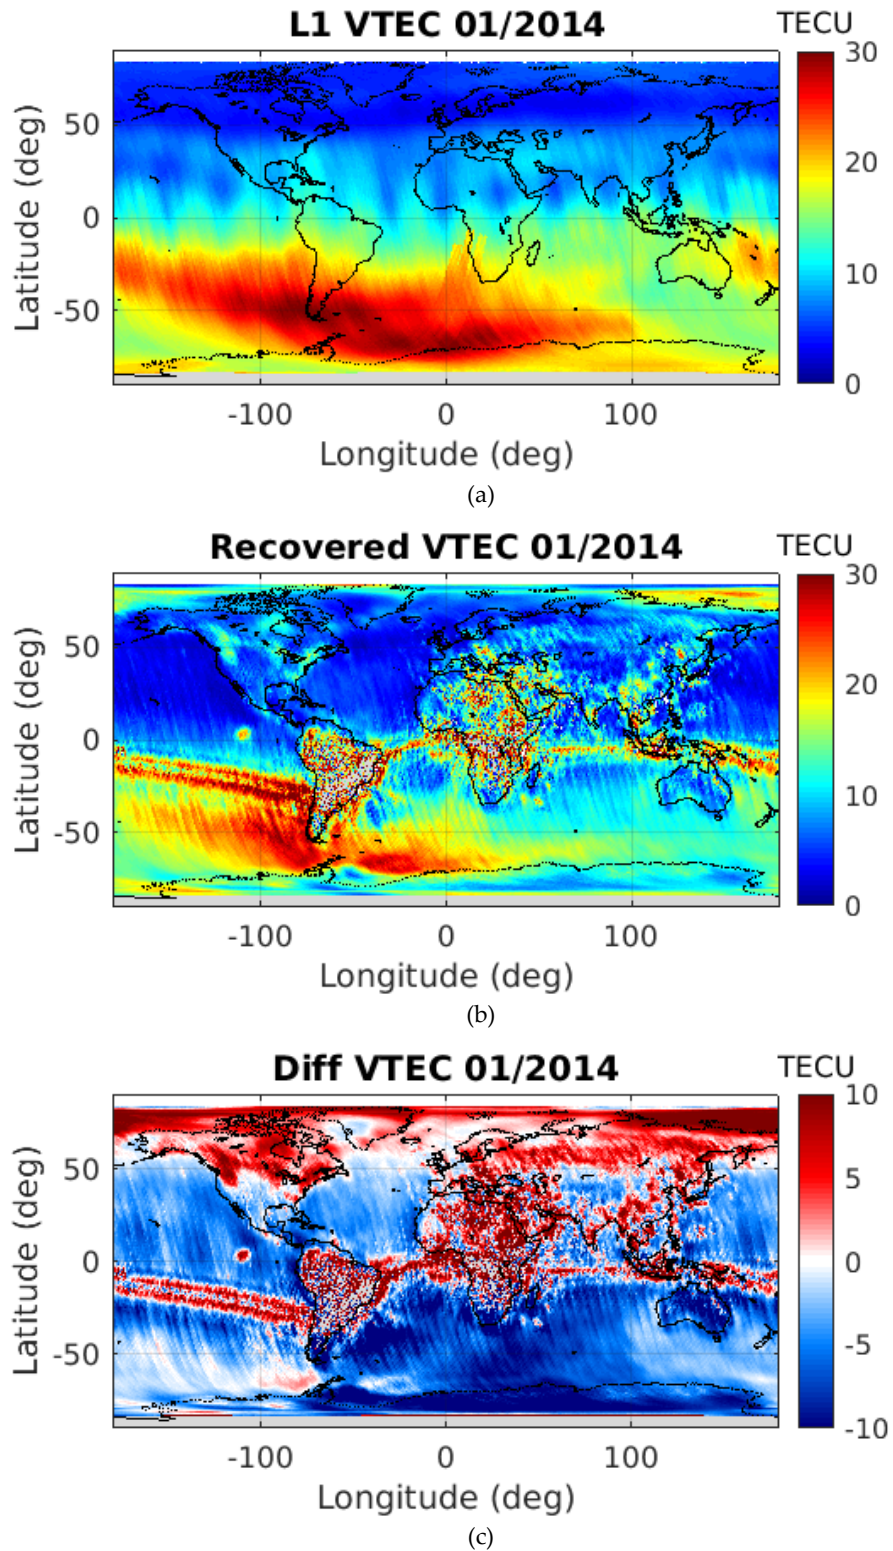 L1 VTEC 01/2014 TECU
30
20
10
0
50
0
-50
Latitude (deg)
-100 0 100
Longitude (deg)
(a)
Recovered VTEC 01/2014 TECU
30
20
10
0
50
0
-50
Latitude (deg)
-100 0 100
Longitude (deg)
(b)
Diff VTEC 01/2014 TECU
10
5
0
-5
-10
50
0
-50
Latitude (deg)
-100 0 100
Longitude (deg)
(c)